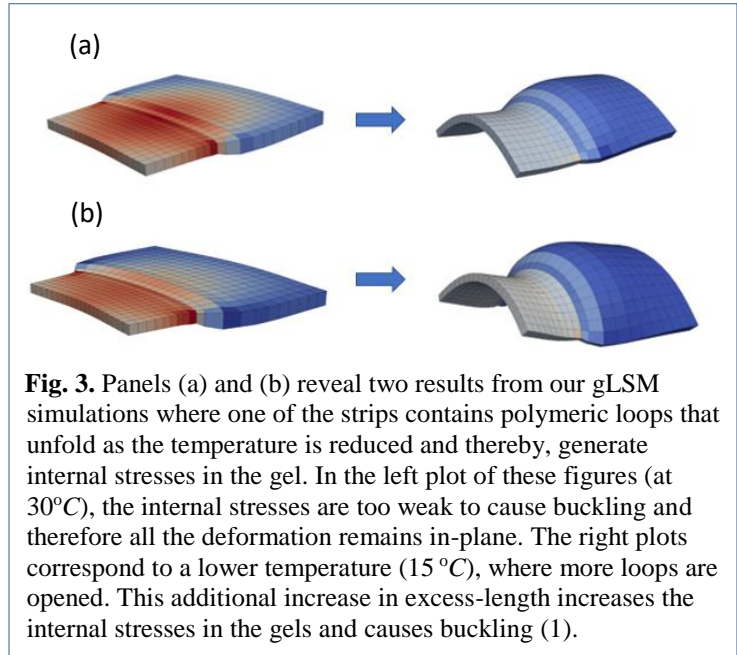 (a)
(b)
Fig. 3. Panels (a) and (b) reveal two results from our gLSM
simulations where one of the strips contains polymeric loops that
unfold as the temperature is reduced and thereby, generate
internal stresses in the gel. In the left plot of these figures (at
30°C), the internal stresses are too weak to cause buckling and
therefore all the deformation remains in-plane. The right plots
correspond to a lower temperature (15 °C), where more loops are
opened. This additional increase in excess-length increases the
internal stresses in the gels and causes buckling (1).